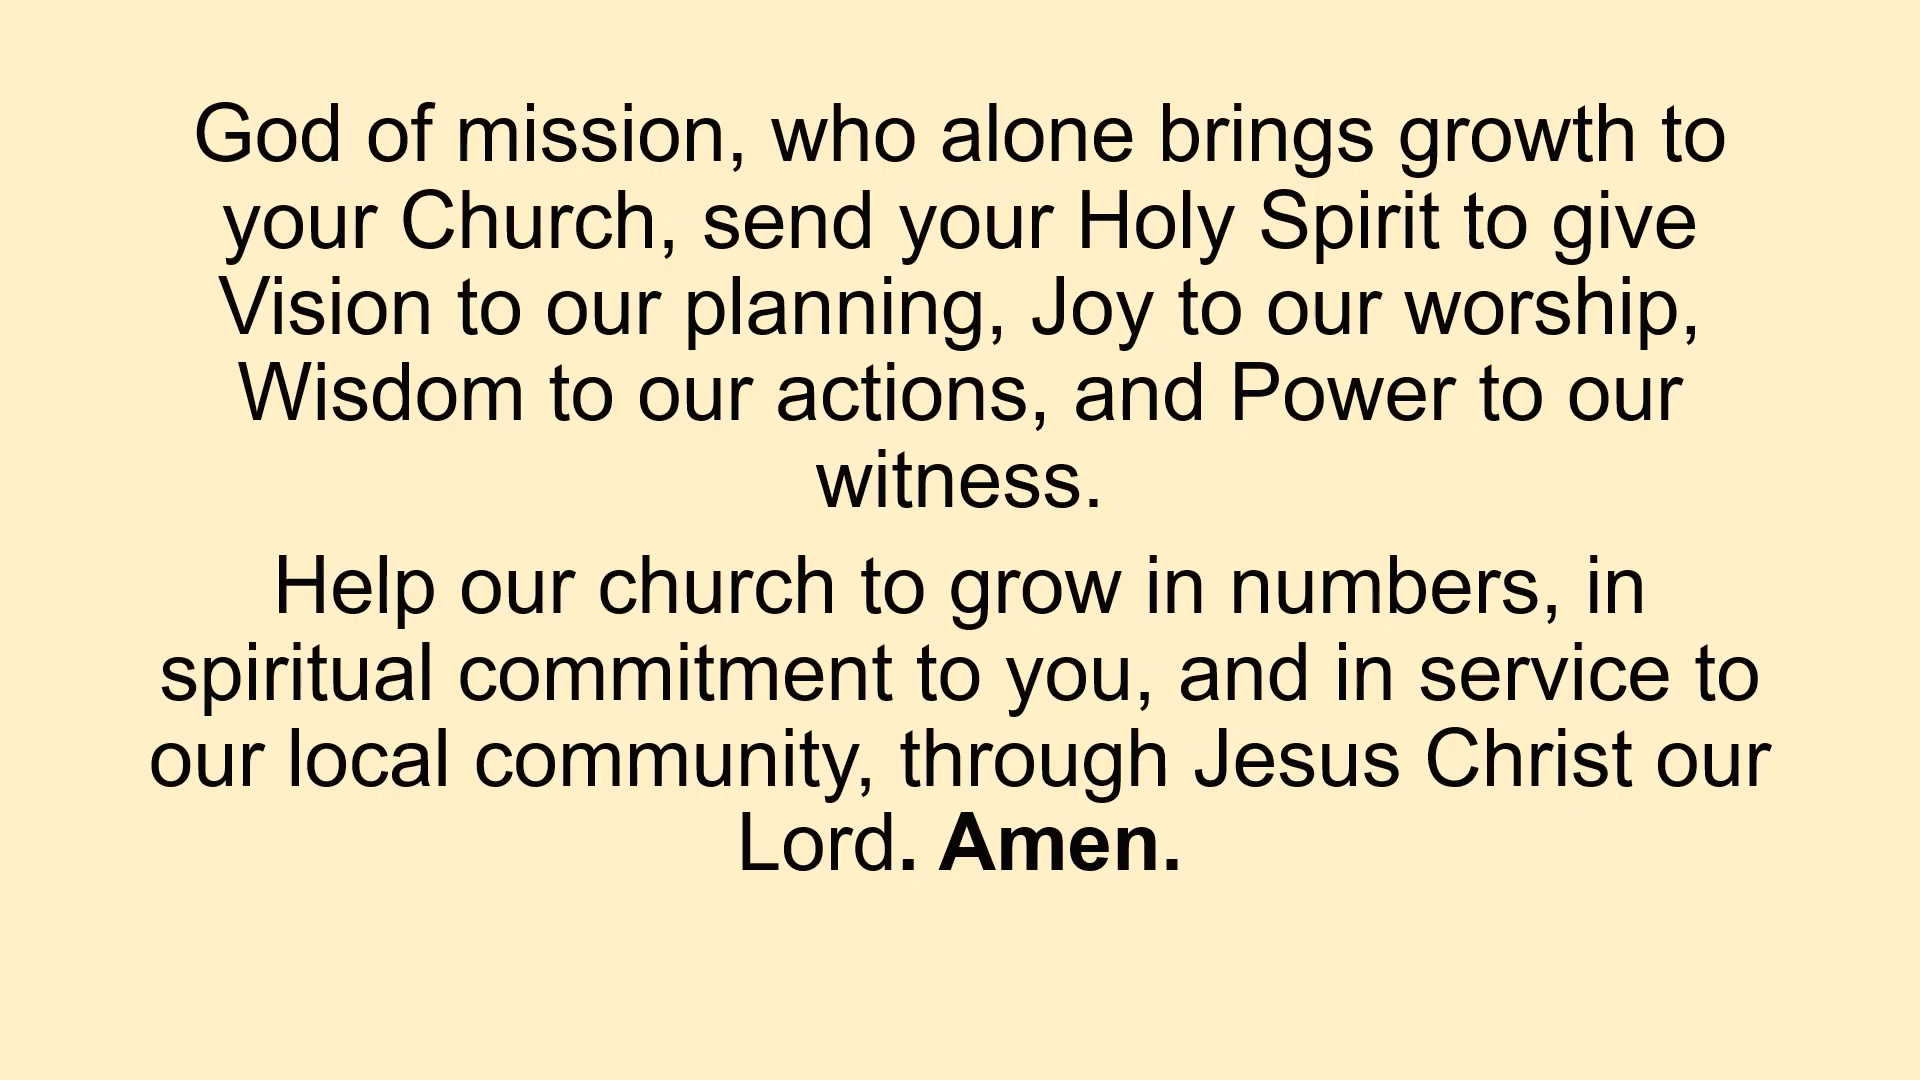 God of mission, who alone brings growth to
your Church, send your Holy Spirit to give
Vision to our planning, Joy to our worship,
Wisdom to our actions, and Power to our
witness.
Help our church to grow in numbers, in
spiritual commitment to you, and in service to
our local community, through Jesus Christ our
Lord. Amen.